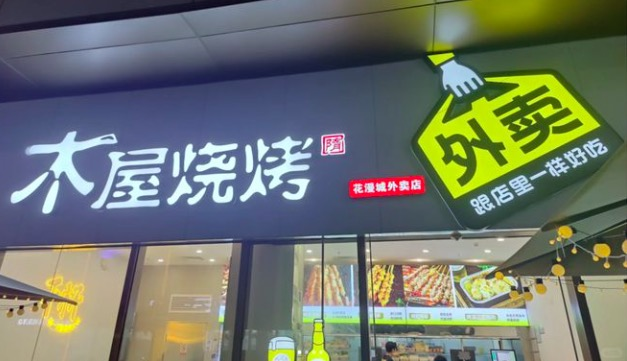 木屋烧烤
隋
花漫城外卖店
外卖
跟店里一样好吃